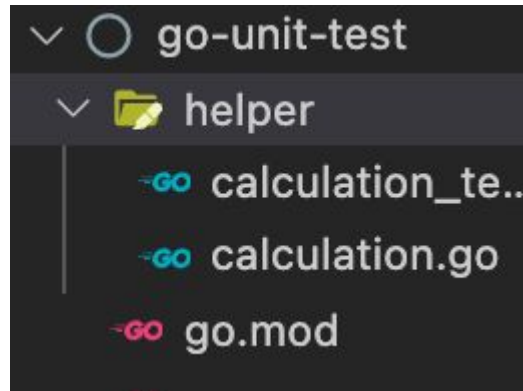 go-unit-test
helper
GO calculation_te..
GO calculation.go
GO go.mod